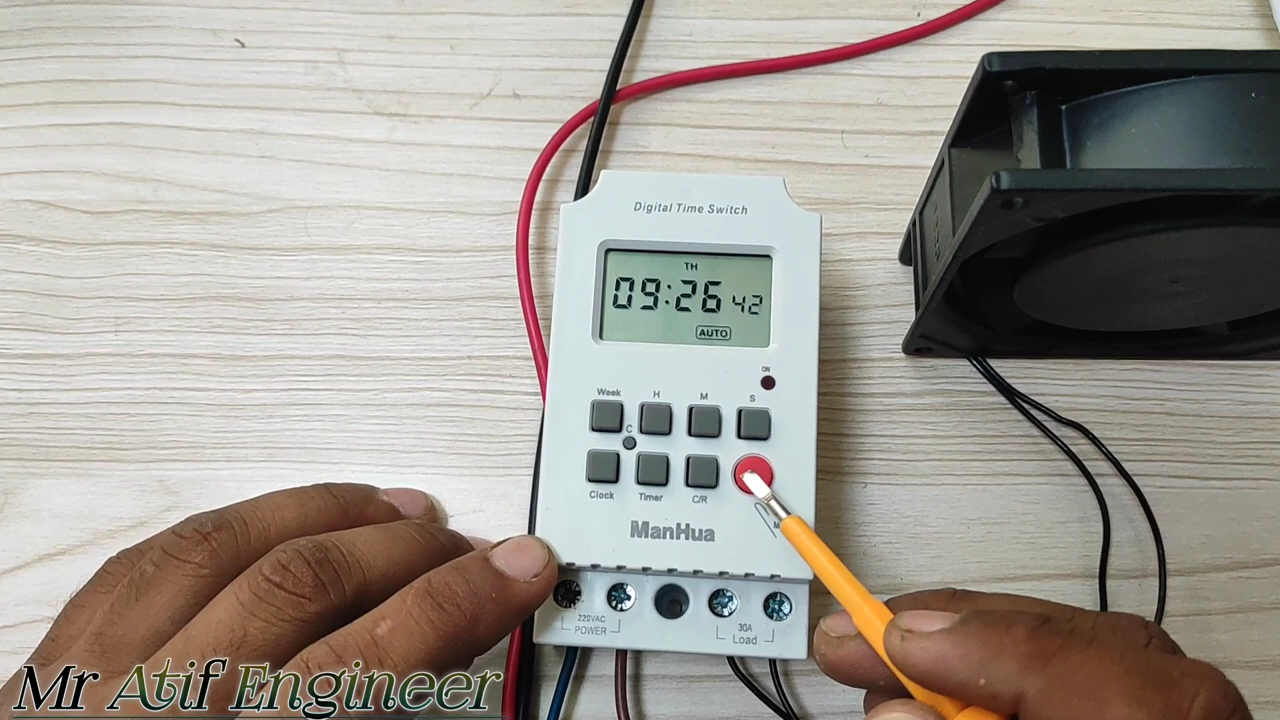 Digital Time Switch
TH
09:26 42
AUTO
ON
Week H M S
C
Clock Timer C/R
ManHua
220VAC
POWER
30A
Load
Mr Atif Engineer